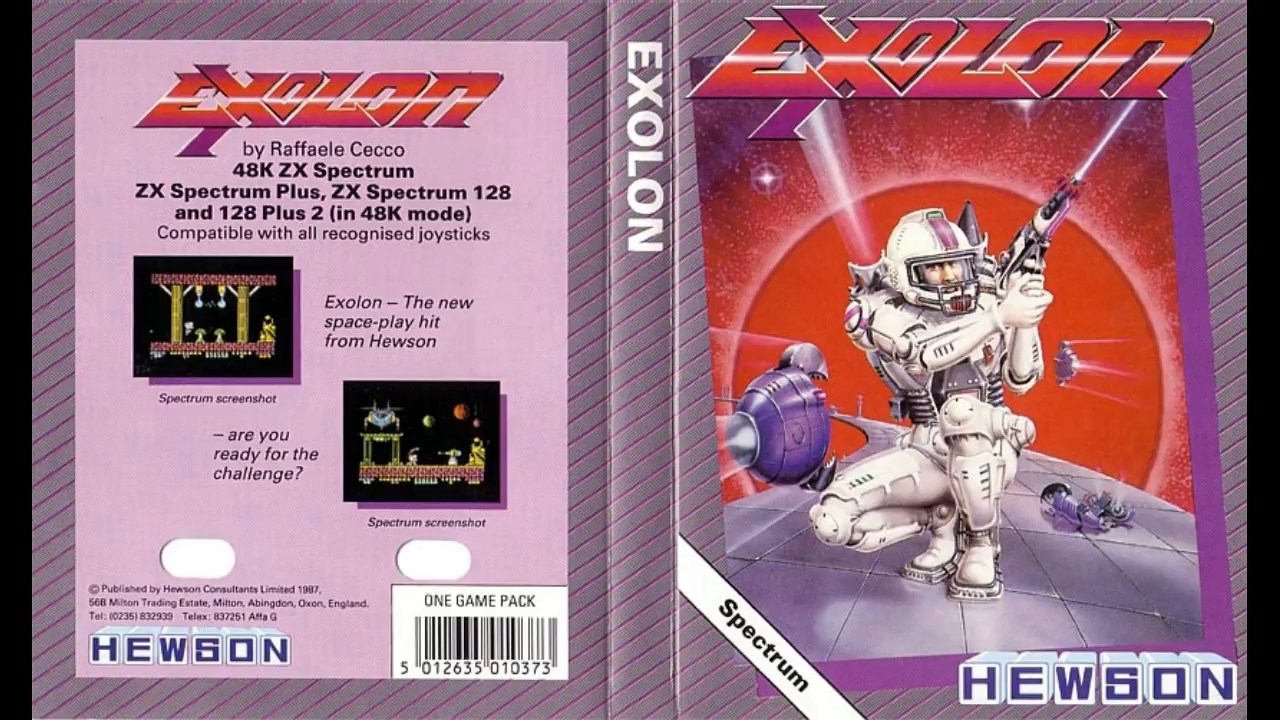 EXOLON
by Raffaele Cecco
48K ZX Spectrum
ZX Spectrum Plus, ZX Spectrum 128
and 128 Plus 2 (in 48K mode)
Compatible with all recognised joysticks
Exolon – The new
space-play hit
from Hewson
Spectrum screenshot
– are you
ready for the
challenge?
Spectrum screenshot
© Published by Hewson Consultants Limited 1987,
56B Milton Trading Estate, Milton, Abingdon, Oxon, England.
Tel: (0235) 832939 Telex: 837251 Affa G
HEWSON
ONE GAME PACK
5 012635 010373
EXOLON
EXOLON
Spectrum
HEWSON